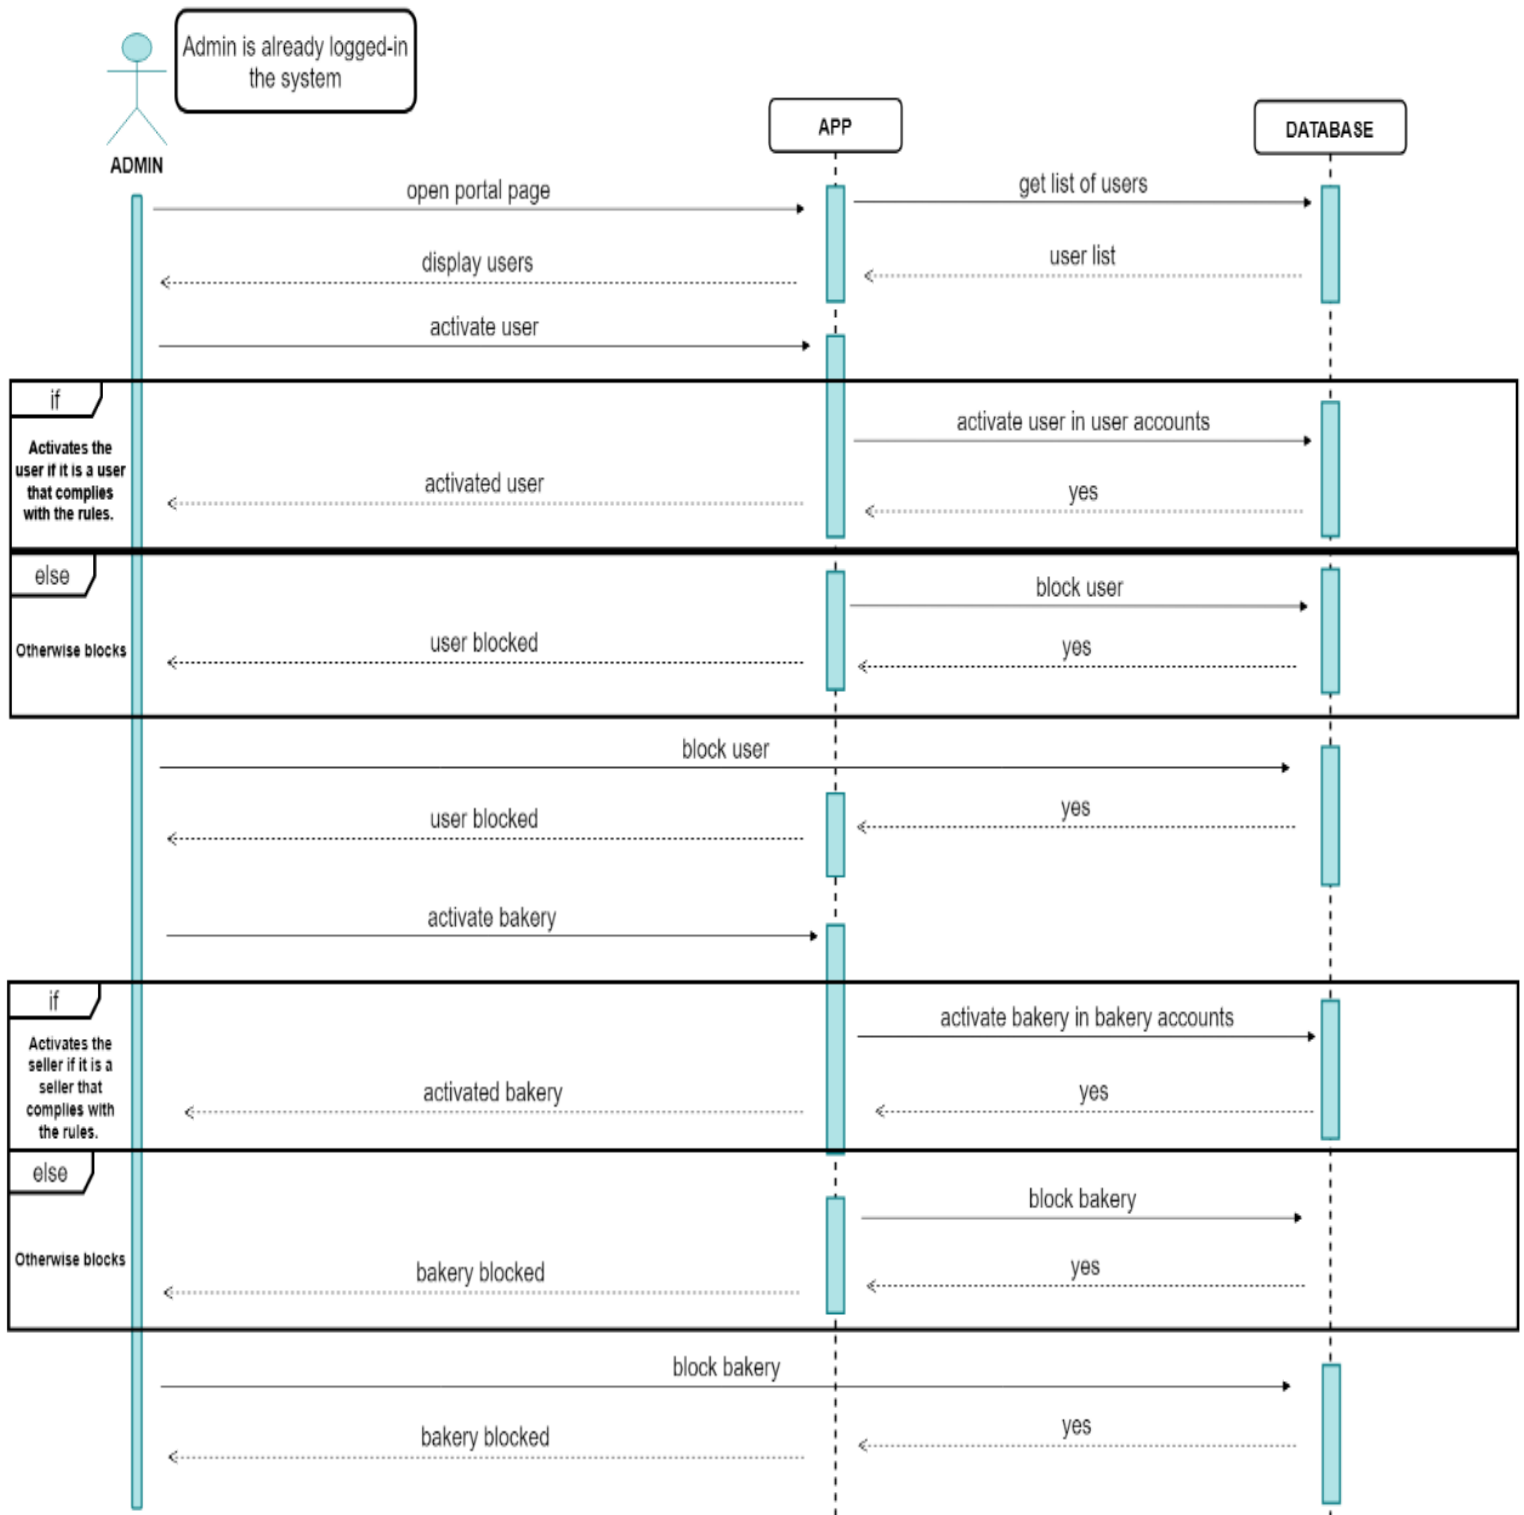 Admin is already logged-in
the system
ADMIN
APP
DATABASE
open portal page
get list of users
display users
user list
activate user
if
Activates the
user if it is a user
that complies
with the rules.
activate user in user accounts
activated user
yes
else
Otherwise blocks
block user
user blocked
yes
block user
user blocked
yes
activate bakery
if
Activates the
seller if it is a
seller that
complies with
the rules.
activate bakery in bakery accounts
activated bakery
yes
else
Otherwise blocks
block bakery
bakery blocked
yes
block bakery
bakery blocked
yes